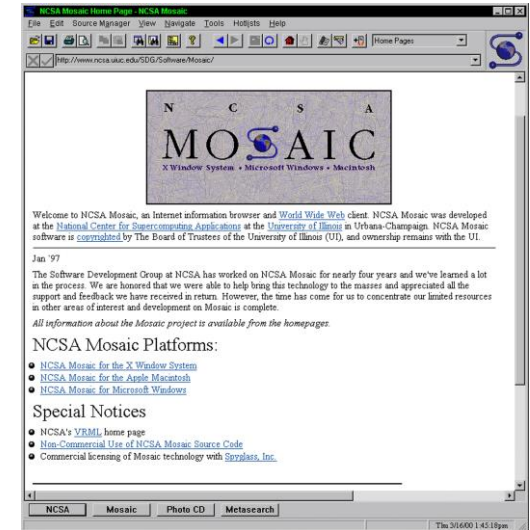 NCSA Mosaic Home Page - NCSA Mosaic
File Edit Source Manager View Navigate Tools Hotlists Help
Home Pages
http://www.ncsa.uiuc.edu/SDG/Software/Mosaic/
N C S A
MOSAIC
X Window System • Microsoft Windows • Macintosh
Welcome to NCSA Mosaic, an Internet information browser and World Wide Web client. NCSA Mosaic was developed
at the National Center for Supercomputing Applications at the University of Illinois in Urbana-Champaign. NCSA Mosaic
software is copyrighted by The Board of Trustees of the University of Illinois (UI), and ownership remains with the UI.
Jan '97
The Software Development Group at NCSA has worked on NCSA Mosaic for nearly four years and we've learned a lot
in the process. We are honored that we were able to help bring this technology to the masses and appreciated all the
support and feedback we have received in return. However, the time has come for us to concentrate our limited resources
in other areas of interest and development on Mosaic is complete.
All information about the Mosaic project is available from the homepages.
NCSA Mosaic Platforms:
NCSA Mosaic for the X Window System
NCSA Mosaic for the Apple Macintosh
NCSA Mosaic for Microsoft Windows
Special Notices
NCSA's VRML home page
Non-Commercial Use of NCSA Mosaic Source Code
Commercial licensing of Mosaic technology with Spyglass, Inc.
NCSA Mosaic Photo CD Metasearch
Thu 3/16/00 1:45:18pm